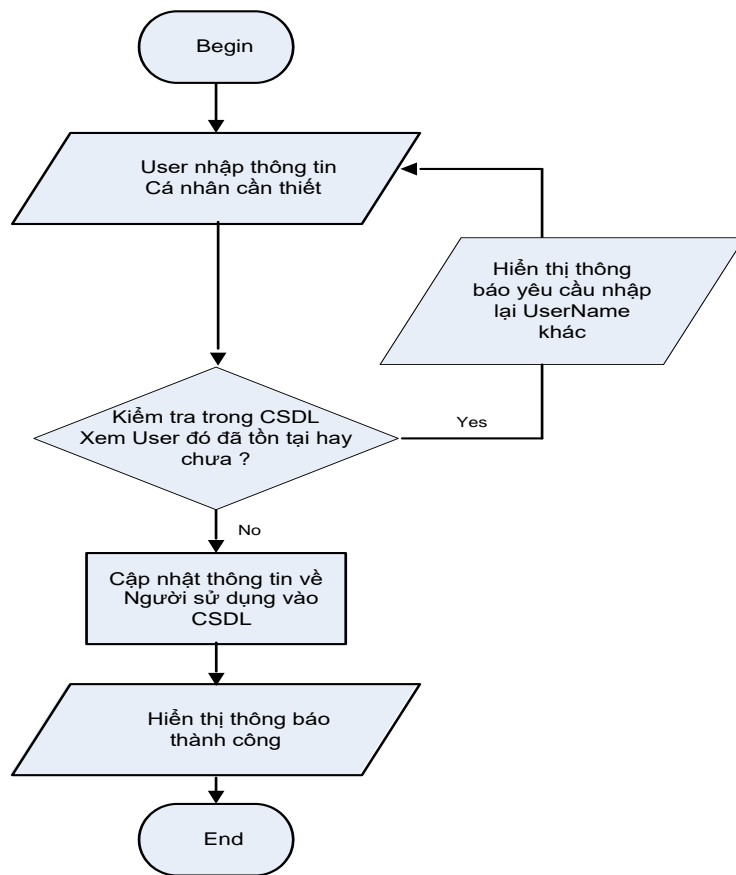 Begin
User nhập thông tin
Cá nhân cần thiết
Hiển thị thông
báo yêu cầu nhập
lại UserName
khác
Kiểm tra trong CSDL
Xem User đó đã tồn tại hay
chưa ?
Yes
No
Cập nhật thông tin về
Người sử dụng vào
CSDL
Hiển thị thông báo
thành công
End